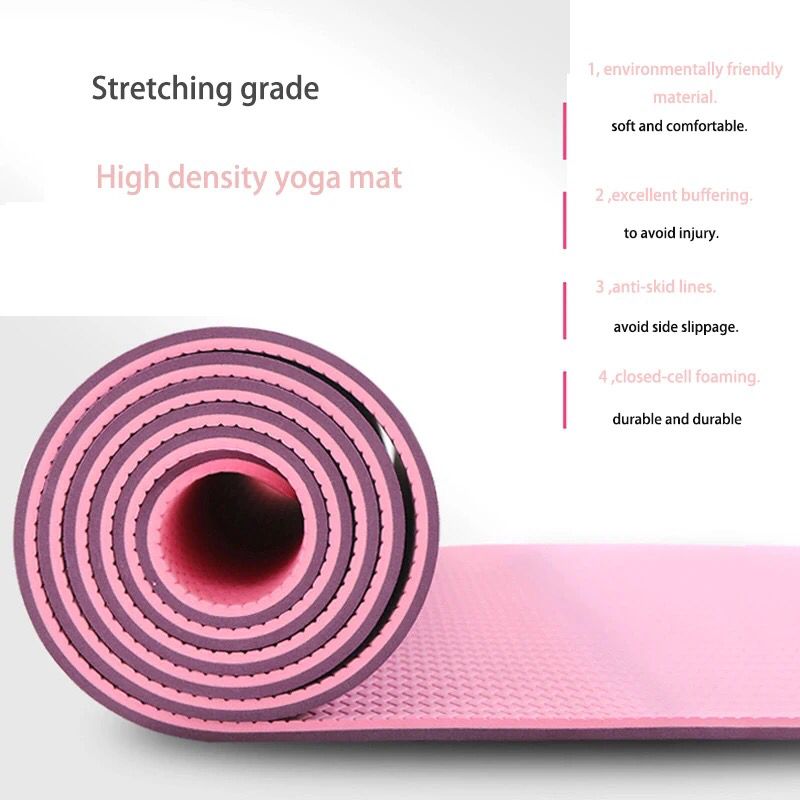 Stretching grade
High density yoga mat
1, environmentally friendly
material.
soft and comfortable.
2 ,excellent buffering.
to avoid injury.
3 ,anti-skid lines.
avoid side slippage.
4 ,closed-cell foaming.
durable and durable